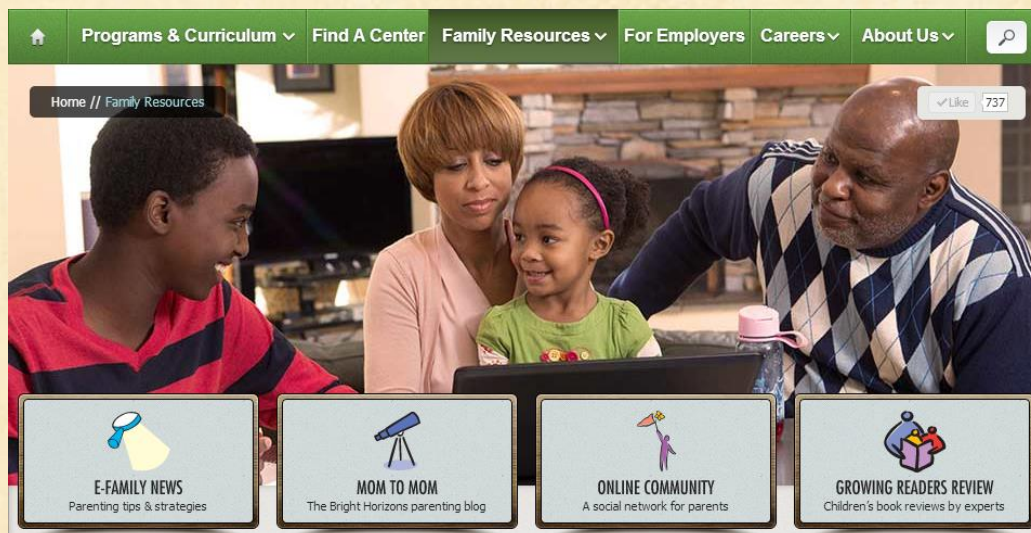 Programs & Curriculum Find A Center Family Resources For Employers Careers About Us
Home // Family Resources
Like 737
E-FAMILY NEWS
Parenting tips & strategies
MOM TO MOM
The Bright Horizons parenting blog
ONLINE COMMUNITY
A social network for parents
GROWING READERS REVIEW
Children's book reviews by experts